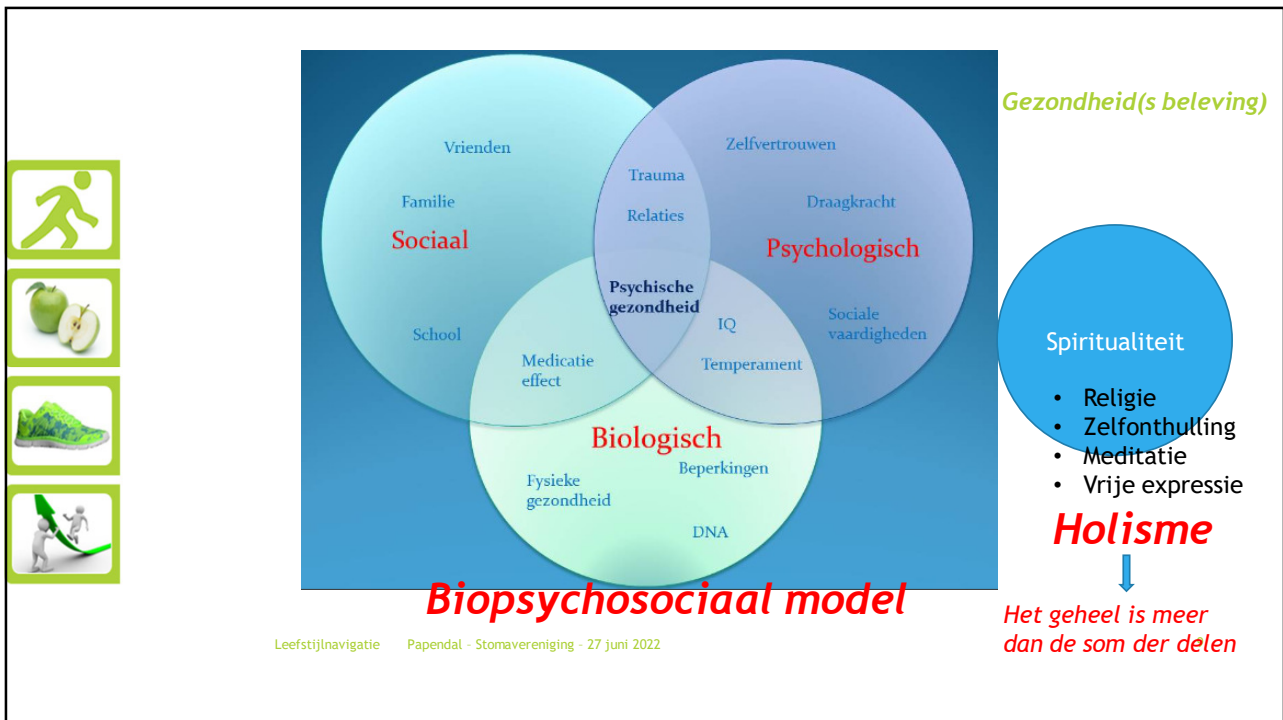 Gezondheid(s beleving)
Vrienden
Zelfvertrouwen
Trauma
Familie
Draagkracht
Relaties
Sociaal
Psychologisch
Psychische
gezondheid
IQ
Sociale
vaardigheden
School
Medicatie
effect
Temperament
Spiritualiteit
• Religie
• Zelfonthulling
• Meditatie
• Vrije expressie
Biologisch
Beperkingen
Fysieke
gezondheid
DNA
Holisme
Biopsychosociaal model
Het geheel is meer
dan de som der delen
Leefstijlnavigatie Papendal - Stomavereniging - 27 juni 2022